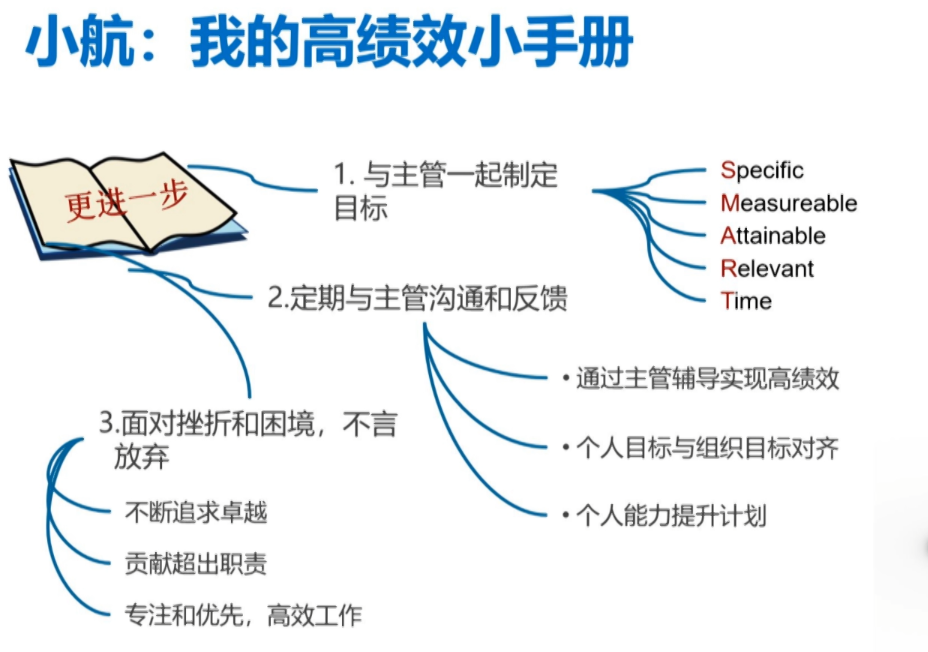 小航：我的高绩效小手册
更进一步
1. 与主管一起制定
目标
Specific
Measureable
Attainable
Relevant
Time
2.定期与主管沟通和反馈
• 通过主管辅导实现高绩效
• 个人目标与组织目标对齐
• 个人能力提升计划
3.面对挫折和困境，不言
放弃
不断追求卓越
贡献超出职责
专注和优先，高效工作